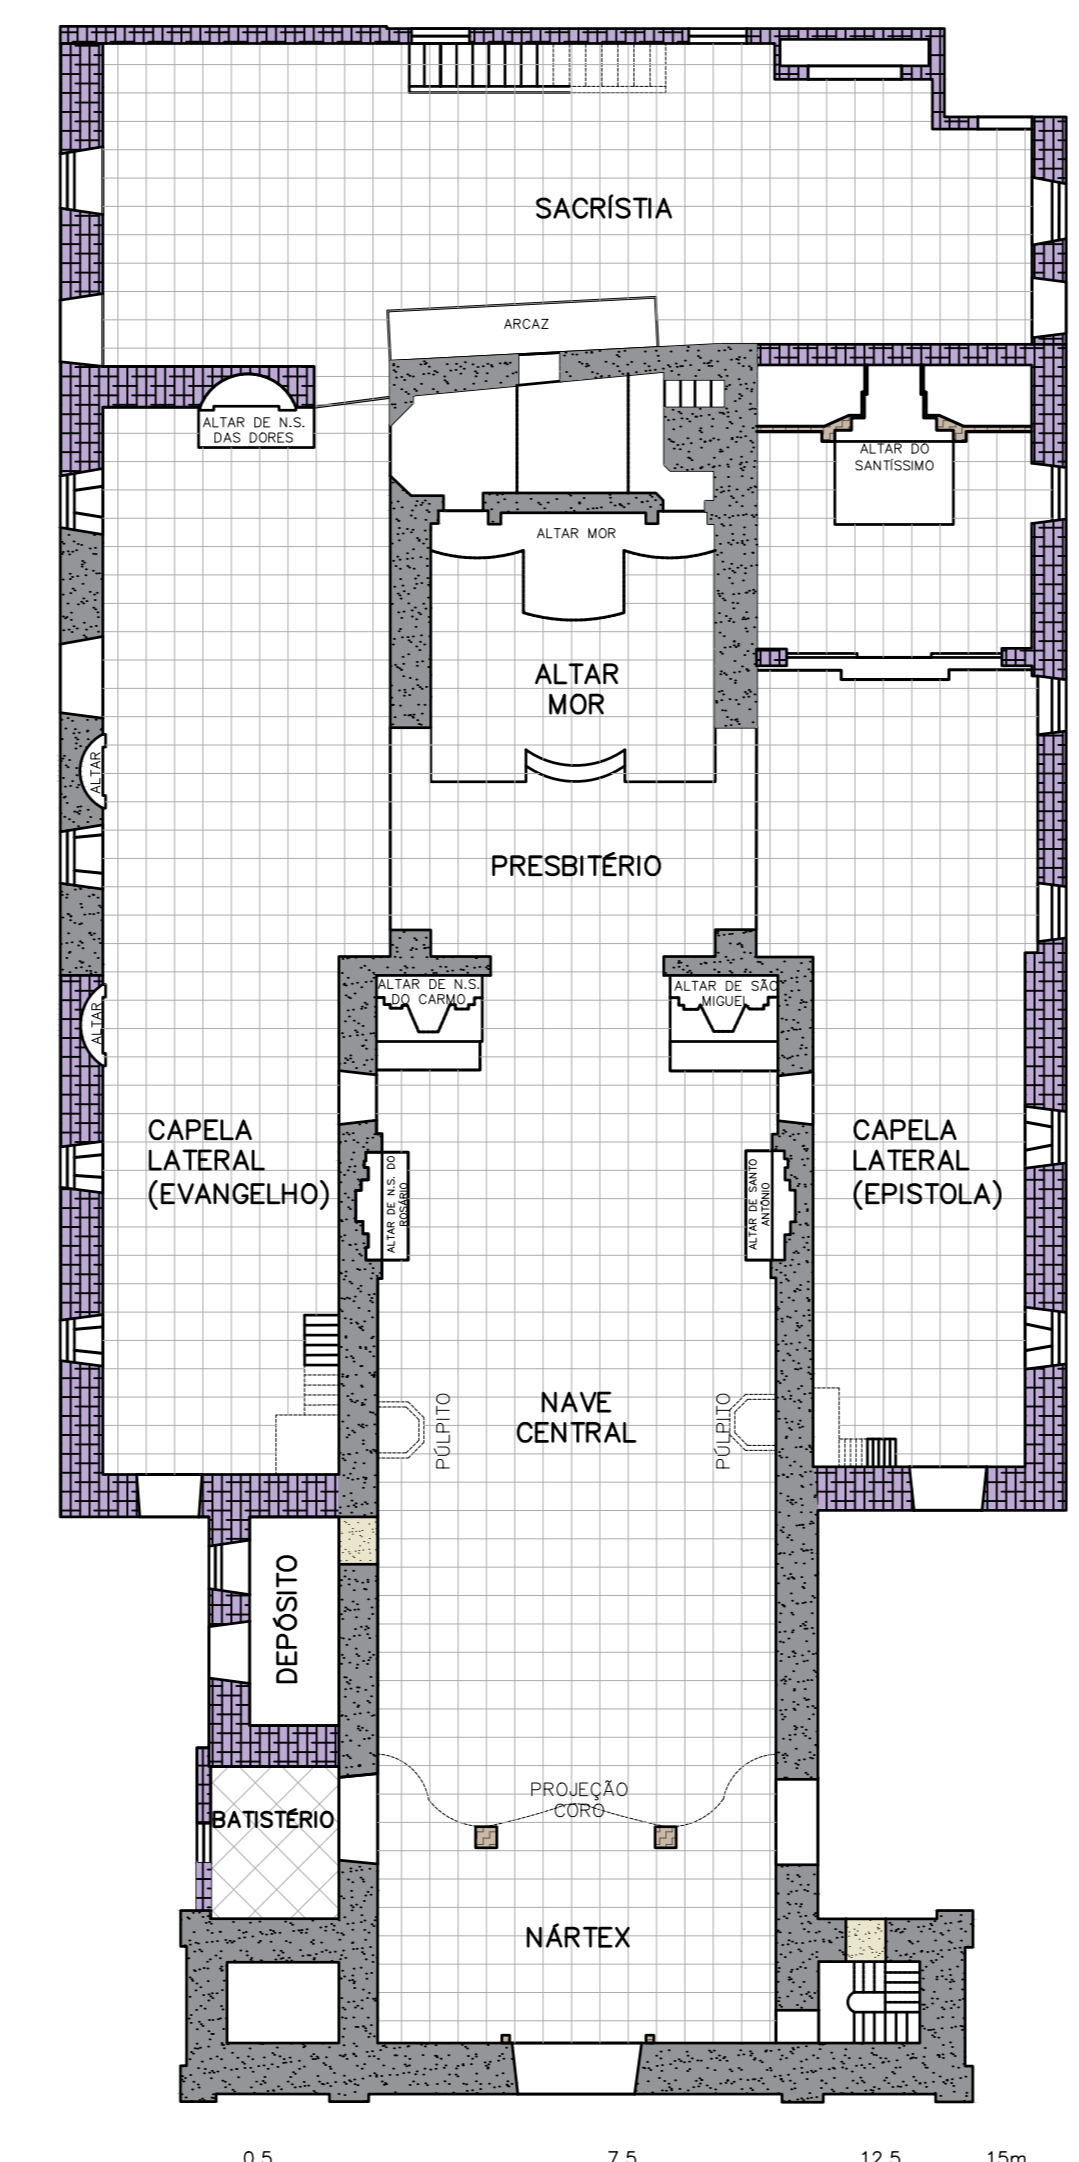 SACRÍSTIA
ARCAZ
ALTAR DE N.S.
DAS DORES
ALTAR DO
SANTÍSSIMO
ALTAR MOR
ALTAR
MOR
ALTAR
PRESBITÉRIO
ALTAR DE N.S.
DO CARMO
ALTAR DE SÃO
MIGUEL
ALTAR
CAPELA
LATERAL
(EVANGELHO)
ALTAR DE N.S. DO
ROSÁRIO
ALTAR DE SANTO
ANTÔNIO
CAPELA
LATERAL
(EPISTOLA)
PÚLPITO
NAVE
CENTRAL
PÚLPITO
DEPÓSITO
PROJEÇÃO
CORO
BATISTÉRIO
NÁRTEX
0.5 7.5 12.5 15m